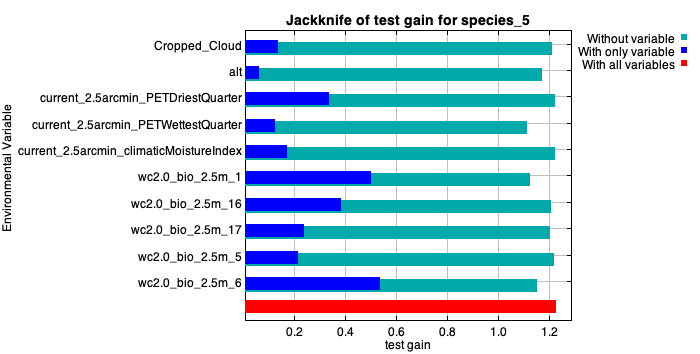 Jackknife of test gain for species_5
Without variable
With only variable
With all variables
Environmental Variable
Cropped_Cloud
alt
current_2.5arcmin_PETDriestQuarter
current_2.5arcmin_PETWettestQuarter
current_2.5arcmin_climaticMoistureIndex
wc2.0_bio_2.5m_1
wc2.0_bio_2.5m_16
wc2.0_bio_2.5m_17
wc2.0_bio_2.5m_5
wc2.0_bio_2.5m_6
0.2 0.4 0.6 0.8 1.0 1.2
test gain